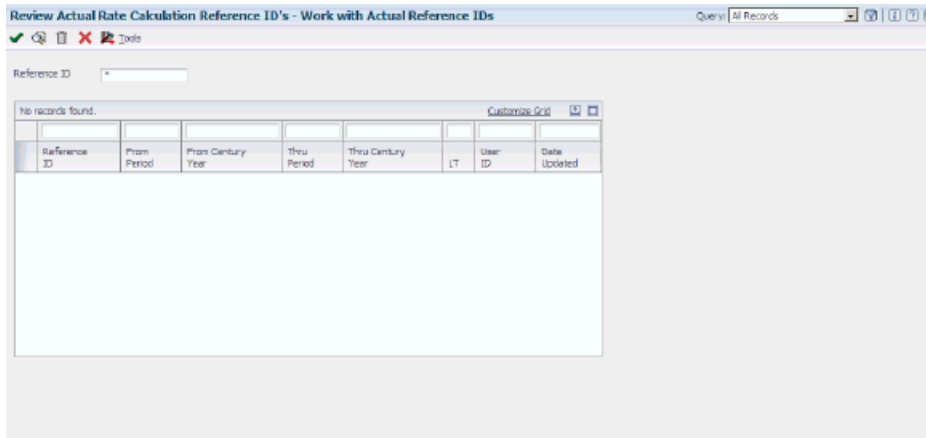 Review Actual Rate Calculation Reference ID's - Work with Actual Reference IDs
Query: All Records
Tools
Reference ID *
No records found. Customize Grid
Reference ID From Period From Century Year Thru Period Thru Century Year LT User ID Date Updated